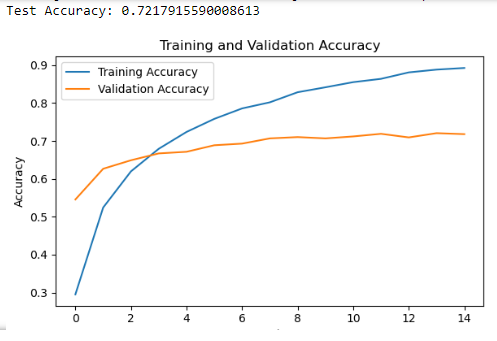 Test Accuracy: 0.7217915590008613
Training and Validation Accuracy
Training Accuracy
Validation Accuracy
Accuracy
0.9
0.8
0.7
0.6
0.5
0.4
0.3
0 2 4 6 8 10 12 14